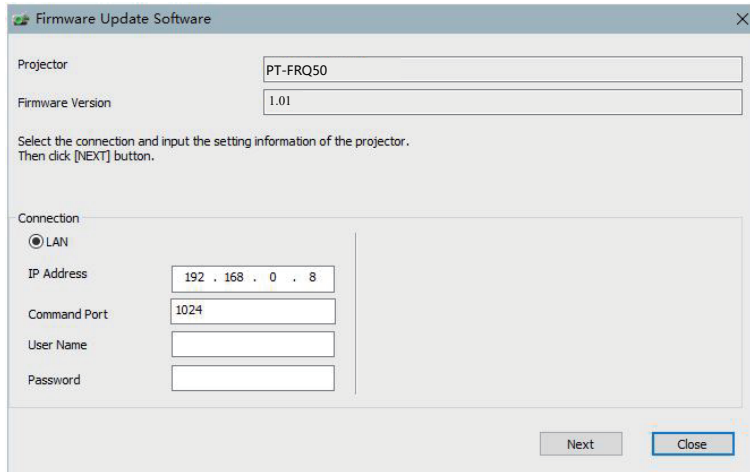 Firmware Update Software
Projector
PT-FRQ50
Firmware Version
1.01
Select the connection and input the setting information of the projector.
Then click [NEXT] button.
Connection
LAN
IP Address
192 . 168 . 0 . 8
Command Port
1024
User Name
Password
Next
Close